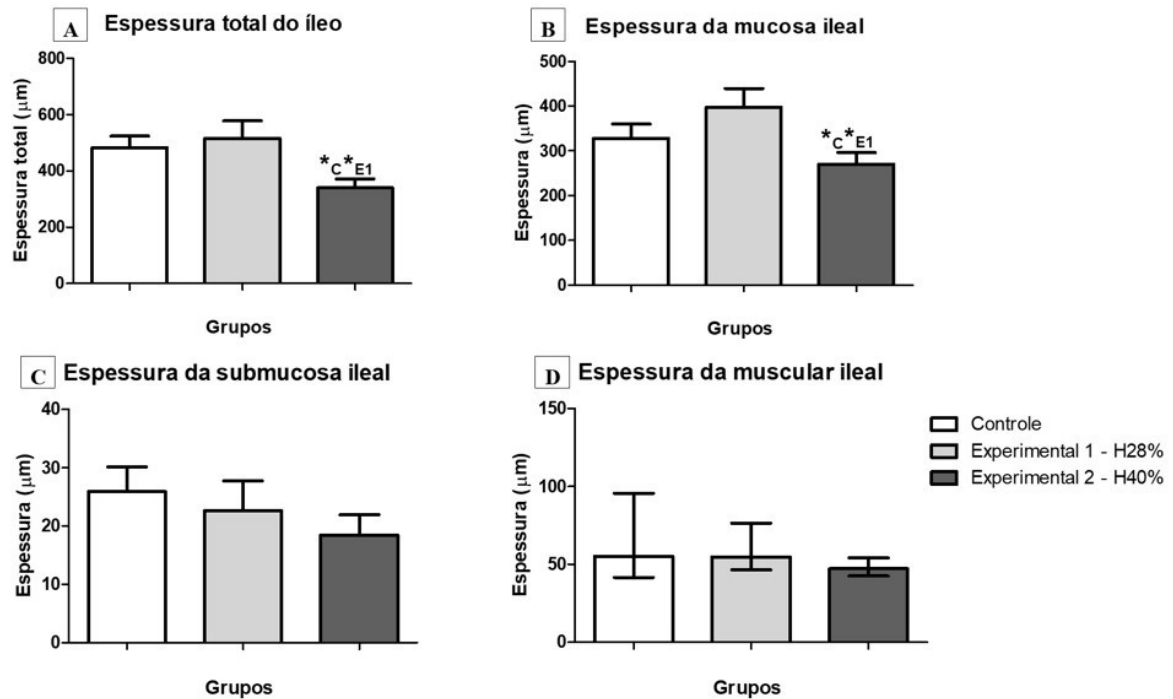 A Espessura total do íleo
Espessura total (µm)
800
600
400
200
0
*C*E1
Grupos
B Espessura da mucosa ileal
Espessura (µm)
500
400
300
200
100
0
*C*E1
Grupos
C Espessura da submucosa ileal
Espessura (µm)
40
30
20
10
0
Grupos
D Espessura da muscular ileal
Espessura (µm)
150
100
50
0
Grupos
Controle
Experimental 1 - H28%
Experimental 2 - H40%